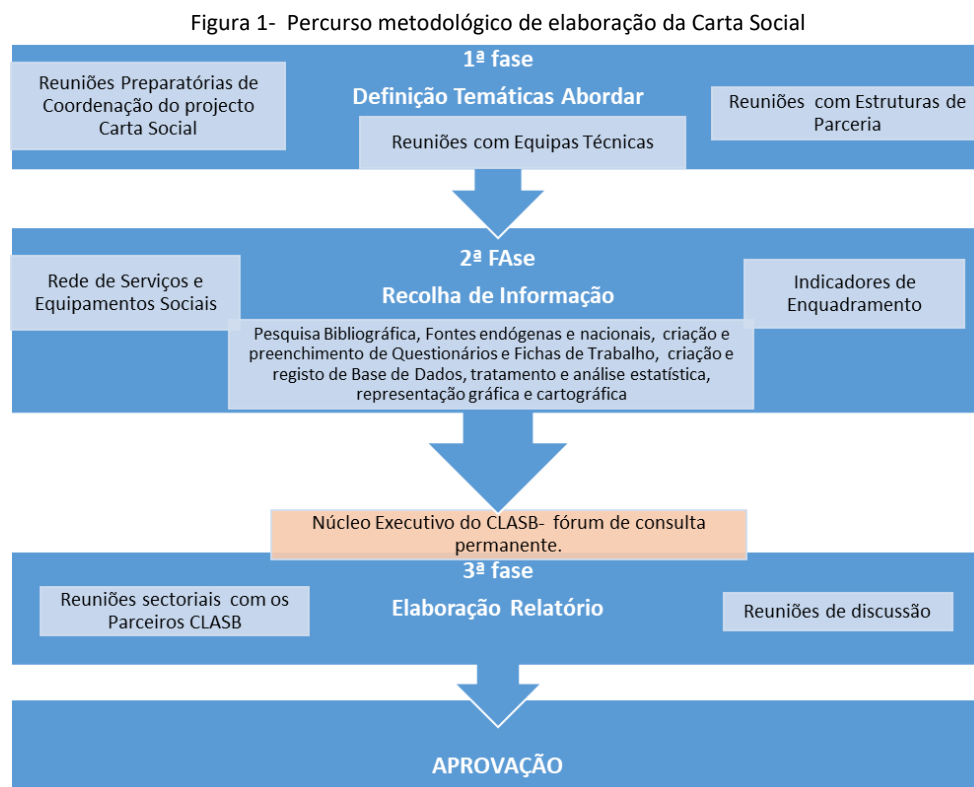 Figura 1- Percurso metodológico de elaboração da Carta Social
1ª fase
Definição Temáticas Abordar
Reuniões Preparatórias de
Coordenação do projecto
Carta Social
Reuniões com Equipas Técnicas
Reuniões com Estruturas de
Parceria
2ª FAse
Recolha de Informação
Rede de Serviços e
Equipamentos Sociais
Indicadores de
Enquadramento
Pesquisa Bibliográfica, Fontes endógenas e nacionais, criação e
preenchimento de Questionários e Fichas de Trabalho, criação e
registo de Base de Dados, tratamento e análise estatística,
representação gráfica e cartográfica
Núcleo Executivo do CLASB- fórum de consulta
permanente.
3ª fase
Elaboração Relatório
Reuniões sectoriais com os
Parceiros CLASB
Reuniões de discussão
APROVAÇÃO